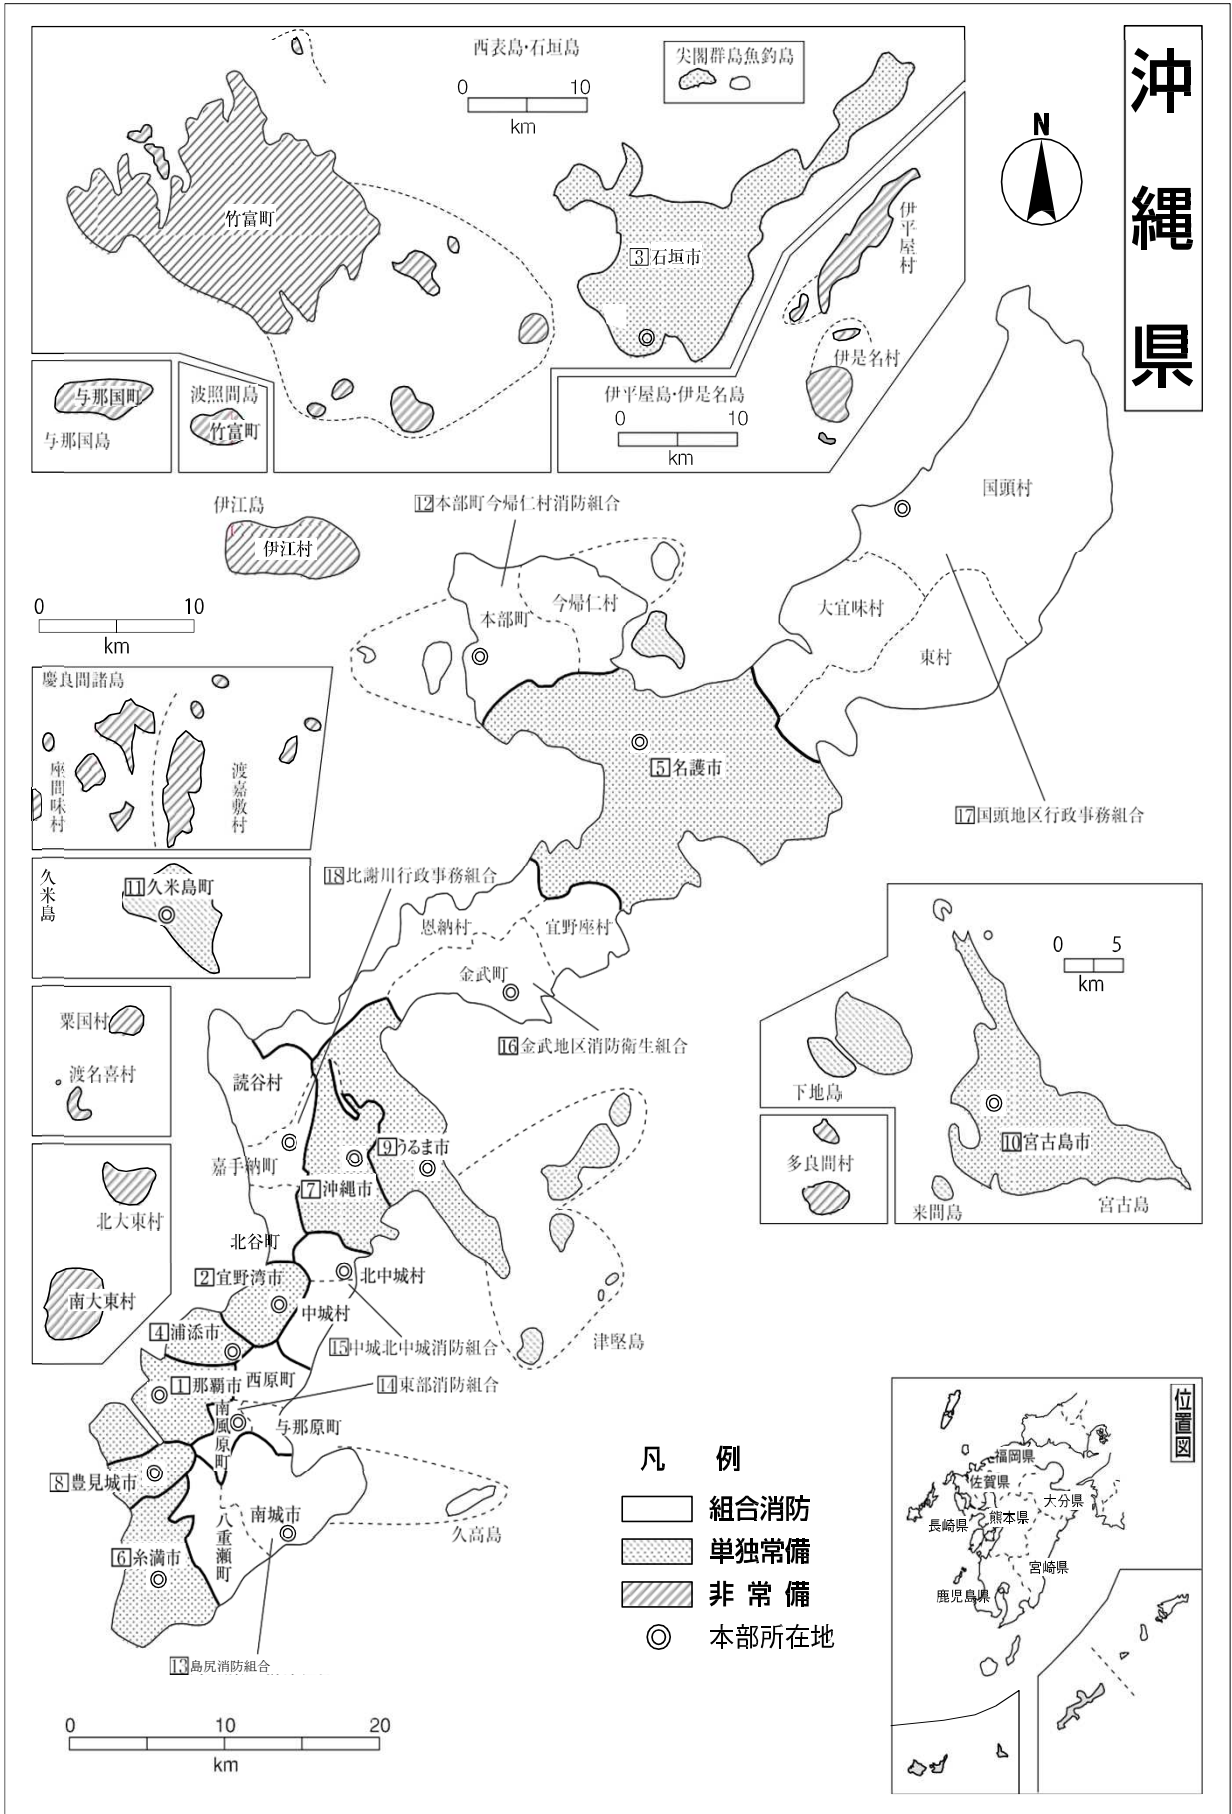 沖縄県
西表島・石垣島
0 10
km
尖閣群島魚釣島
N
竹富町
3石垣市
伊平屋村
伊是名村
伊平屋島・伊是名島
0 10
km
与那国町
与那国島
波照間島
竹富町
伊江島
伊江村
0 10
km
12本部町今帰仁村消防組合
本部町
今帰仁村
国頭村
大宜味村
東村
17国頭地区行政事務組合
5名護市
慶良間諸島
座間味村
渡嘉敷村
久米島
11久米島町
18比謝川行政事務組合
恩納村
宜野座村
金武町
16金武地区消防衛生組合
粟国村
渡名喜村
北大東村
南大東村
読谷村
嘉手納町
北谷町
9うるま市
7沖縄市
2宜野湾市
北中城村
中城村
15中城北中城消防組合
津堅島
4浦添市
1那覇市
西原町
14東部消防組合
南風原町
与那原町
8豊見城市
南城市
八重瀬町
久高島
6糸満市
13島尻消防組合
0 10 20
km
0 5
km
下地島
多良間村
10宮古島市
来間島
宮古島
凡 例
組合消防
単独常備
非常備
本部所在地
位置図
福岡県
佐賀県
大分県
長崎県
熊本県
宮崎県
鹿児島県